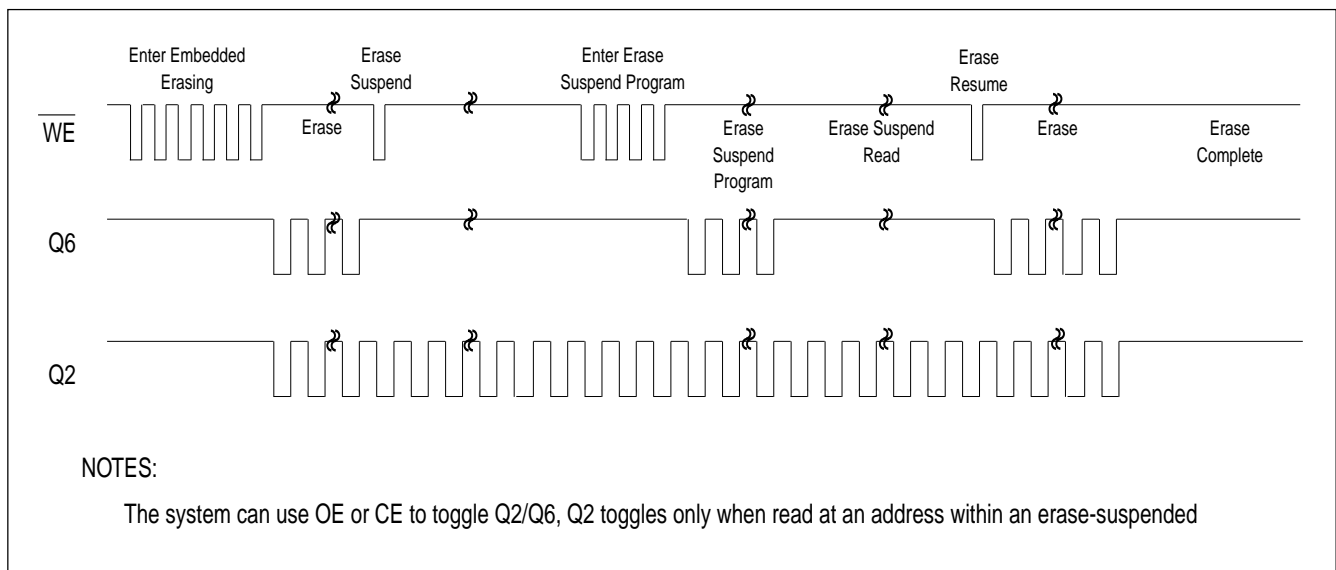 Enter Embedded
Erasing
Erase
Suspend
Enter Erase
Suspend Program
Erase
Resume
WE
Erase
Erase
Suspend
Program
Erase Suspend
Read
Erase
Erase
Complete
Q6
Q2
NOTES:
The system can use OE or CE to toggle Q2/Q6, Q2 toggles only when read at an address within an erase-suspended